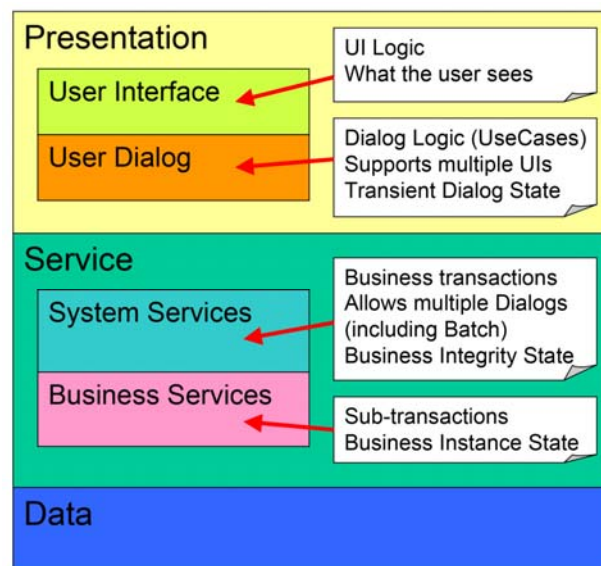 Presentation
User Interface
UI Logic
What the user sees
User Dialog
Dialog Logic (UseCases)
Supports multiple UIs
Transient Dialog State
Service
System Services
Business transactions
Allows multiple Dialogs
(including Batch)
Business Integrity State
Business Services
Sub-transactions
Business Instance State
Data